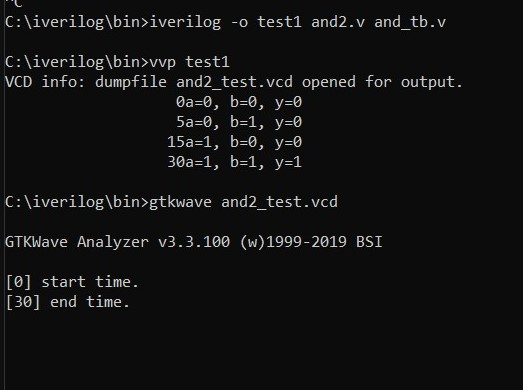 ^C
C:\iverilog\bin>iverilog -o test1 and2.v and_tb.v
C:\iverilog\bin>vvp test1
VCD info: dumpfile and2_test.vcd opened for output.
0a=0, b=0, y=0
5a=0, b=1, y=0
15a=1, b=0, y=0
30a=1, b=1, y=1
C:\iverilog\bin>gtkwave and2_test.vcd
GTKWave Analyzer v3.3.100 (w)1999-2019 BSI
[0] start time.
[30] end time.